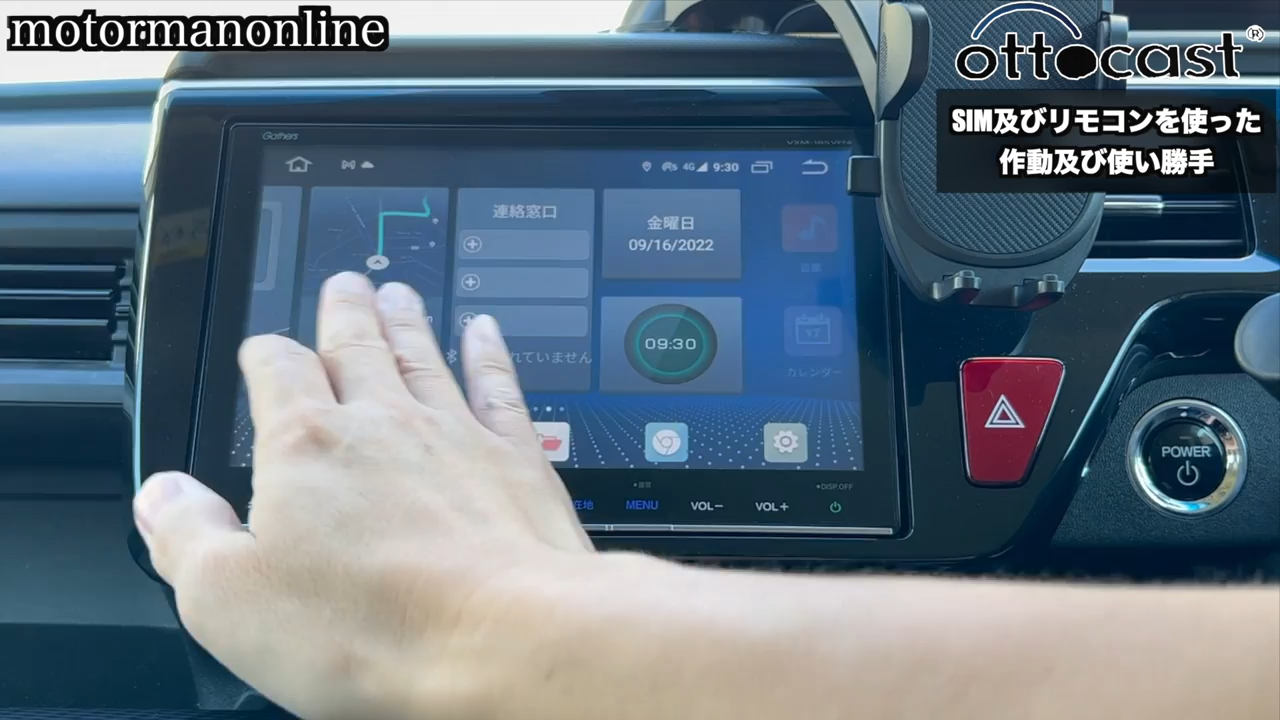 motormanonline
ottocast®
SIM及びリモコンを使った
作動及び使い勝手
Gathers
4G 9:30
連絡窓口
金曜日
09/16/2022
09:30
れていません
17
カレンダー
MENU
VOL−
VOL+
DISP.OFF
POWER